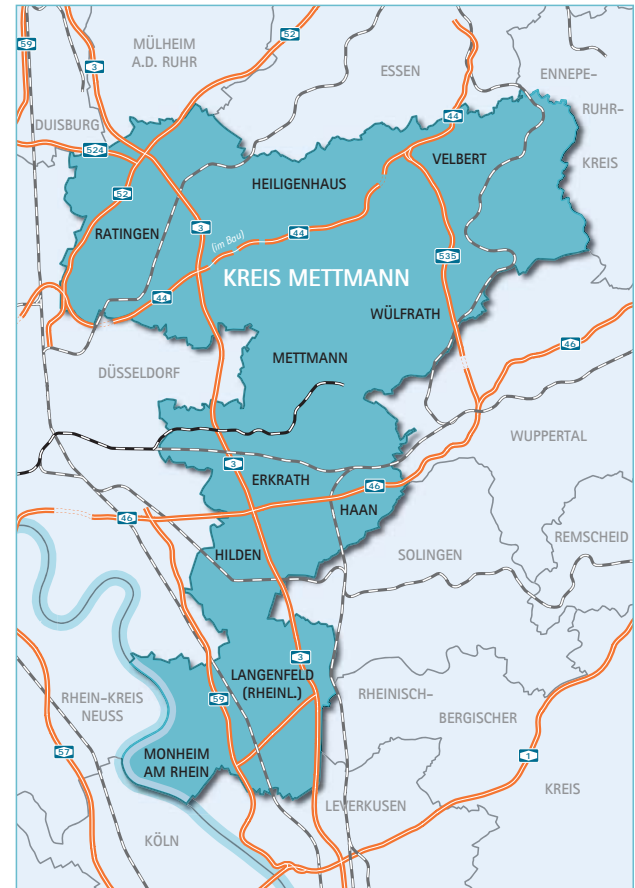 59
MÜLHEIM
A.D. RUHR
52
3
ESSEN
ENNEPE-
RUHR-
KREIS
DUISBURG
44
524
VELBERT
HEILIGENHAUS
52
RATINGEN
3
44
(im Bau)
535
KREIS METTMANN
44
WÜLFRATH
46
METTMANN
DÜSSELDORF
WUPPERTAL
3
ERKRATH
46
HAAN
46
REMSCHEID
HILDEN
SOLINGEN
3
LANGENFELD
(RHEINL.)
RHEIN-KREIS
NEUSS
59
RHEINISCH-
BERGISCHER
KREIS
57
MONHEIM
AM RHEIN
1
LEVERKUSEN
KÖLN